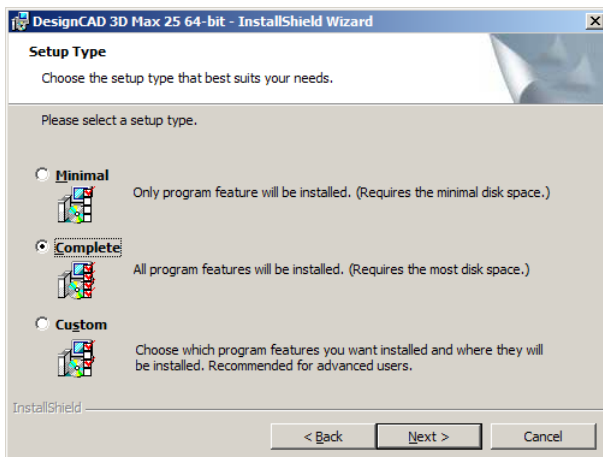 DesignCAD 3D Max 25 64-bit - InstallShield Wizard
Setup Type
Choose the setup type that best suits your needs.
Please select a setup type.
Minimal
Only program feature will be installed. (Requires the minimal disk space.)
Complete
All program features will be installed. (Requires the most disk space.)
Custom
Choose which program features you want installed and where they will
be installed. Recommended for advanced users.
InstallShield
< Back Next > Cancel